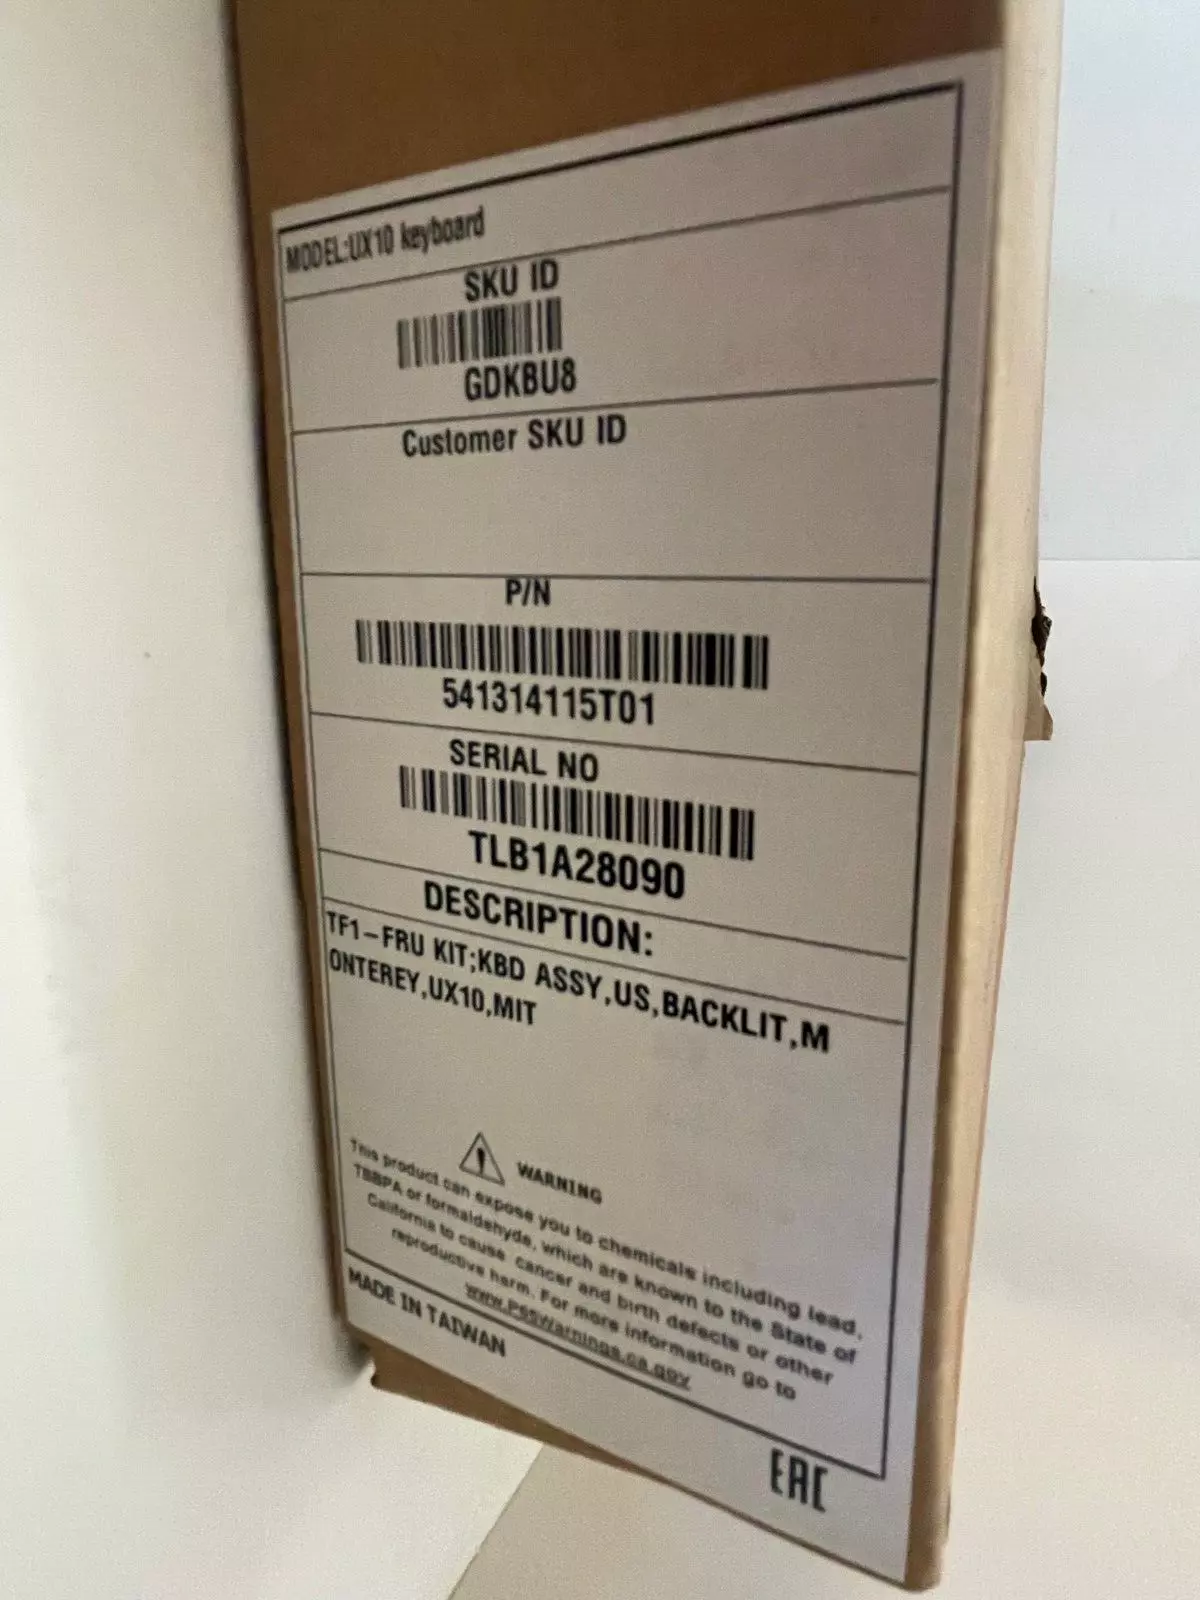 MODEL:UX10 keyboard
SKU ID
GDKBU8
Customer SKU ID
P/N
541314115T01
SERIAL NO
TLB1A28090
DESCRIPTION:
TF1-FRU KIT;KBD ASSY,US,BACKLIT,M
ONTEREY,UX10,MIT
WARNING
This product can expose you to chemicals including lead,
TBBPA or formaldehyde, which are known to the State of
California to cause cancer and birth defects or other
reproductive harm. For more information go to
www.P65Warnings.ca.gov
MADE IN TAIWAN
EAC